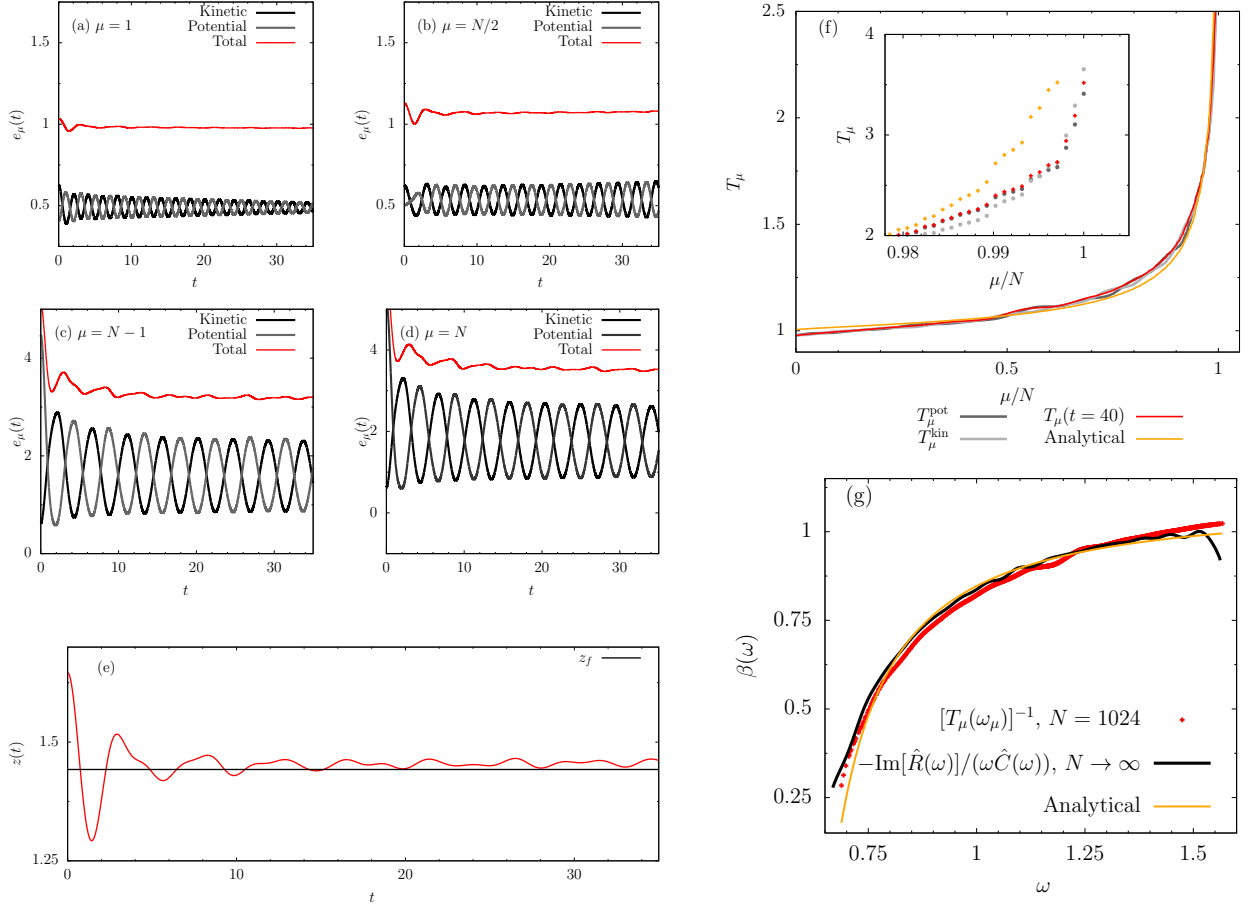 (a) μ = 1
Kinetic
Potential
Total
1.5
1
0.5
e_μ(t)
0 10 20 30
t
(b) μ = N/2
Kinetic
Potential
Total
1.5
1
0.5
e_μ(t)
0 10 20 30
t
(c) μ = N − 1
Kinetic
Potential
Total
4
2
0
e_μ(t)
0 10 20 30
t
(d) μ = N
Kinetic
Potential
Total
4
2
0
e_μ(t)
0 10 20 30
t
(e)
z_f
1.5
1.25
z(t)
0 10 20 30
t
(f)
2.5
2
1.5
1
T_μ
0 0.5 1
μ/N
4
3
2
T_μ
0.98 0.99 1
μ/N
T_μ^pot
T_μ(t = 40)
T_μ^kin
Analytical
(g)
1
0.75
0.5
0.25
β(ω)
[T_μ(ω_μ)]^−1, N = 1024
−Im[R̂(ω)]/(ωĈ(ω)), N → ∞
Analytical
0.75 1 1.25 1.5
ω